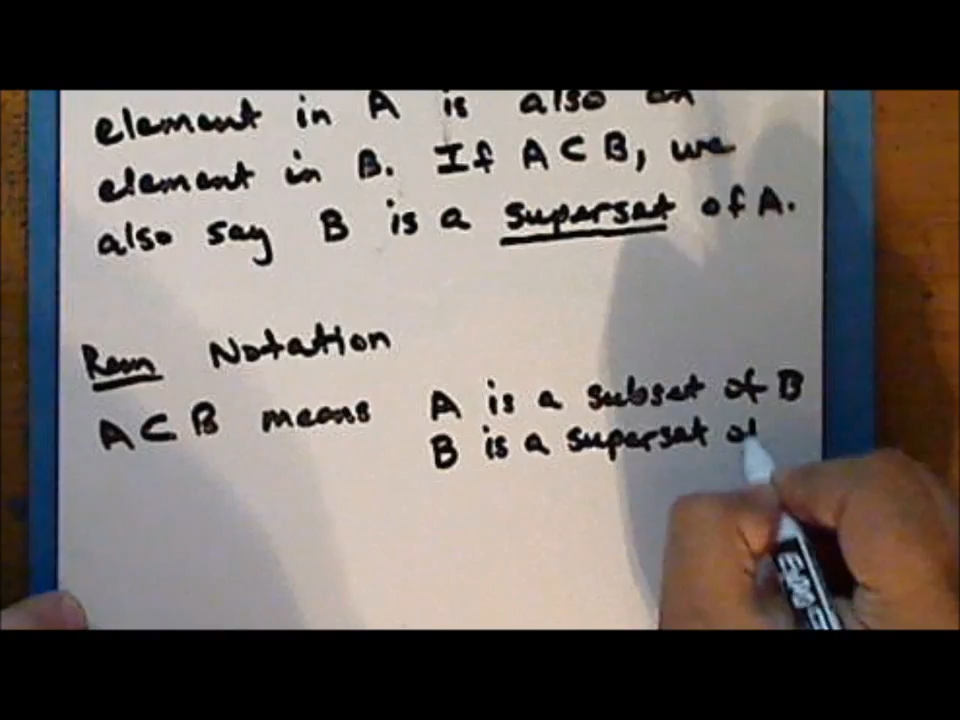 element in A is also an
element in B. If A ⊂ B, we
also say B is a superset of A.
Rem Notation
A ⊂ B means A is a subset of B
B is a superset of
EXPO